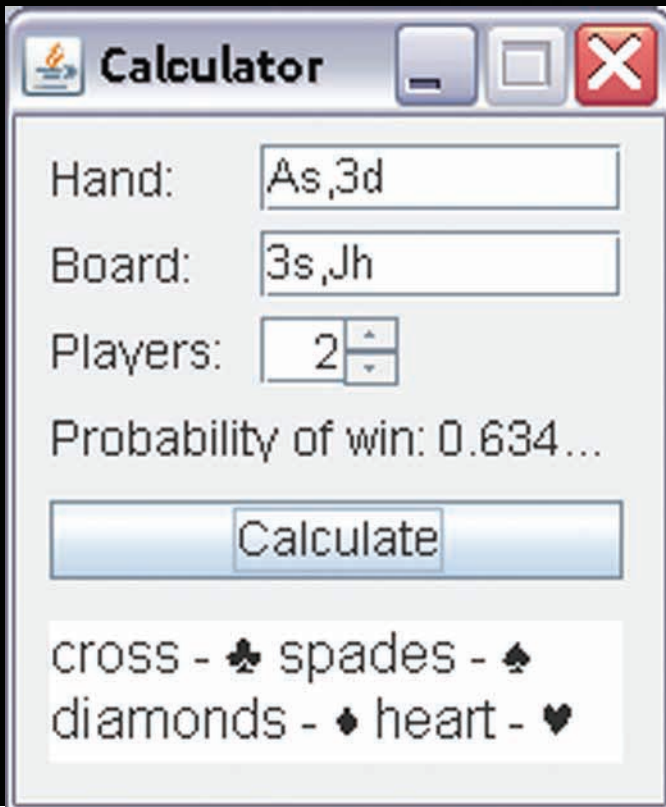 Calculator
Hand: As,3d
Board: 3s,Jh
Players: 2
Probability of win: 0.634...
Calculate
cross - ♣ spades - ♠
diamonds - ♦ heart - ♥